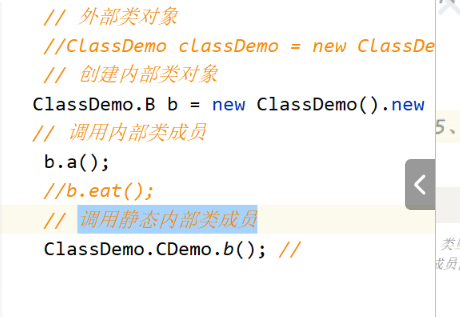 // 外部类对象
//ClassDemo classDemo = new ClassDe
// 创建内部类对象
ClassDemo.B b = new ClassDemo().new
// 调用内部类成员
b.a();
//b.eat();
// 调用静态内部类成员
ClassDemo.CDemo.b(); //
5、
类
成员